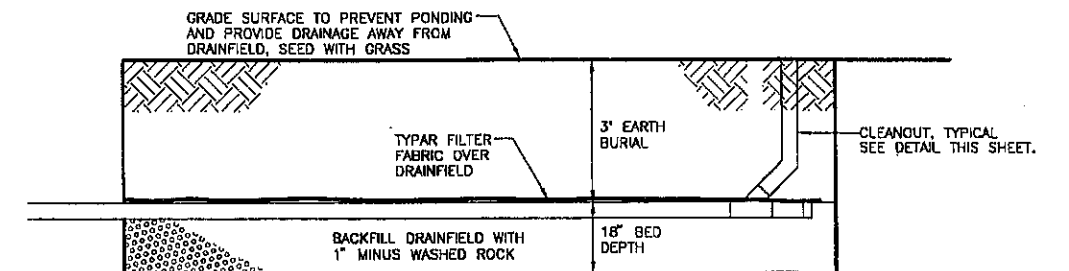 GRADE SURFACE TO PREVENT PONDING
AND PROVIDE DRAINAGE AWAY FROM
DRAINFIELD, SEED WITH GRASS
3' EARTH
BURIAL
TYPAR FILTER
FABRIC OVER
DRAINFIELD
CLEANOUT, TYPICAL
SEE DETAIL THIS SHEET.
BACKFILL DRAINFIELD WITH
1" MINUS WASHED ROCK
18" BED
DEPTH